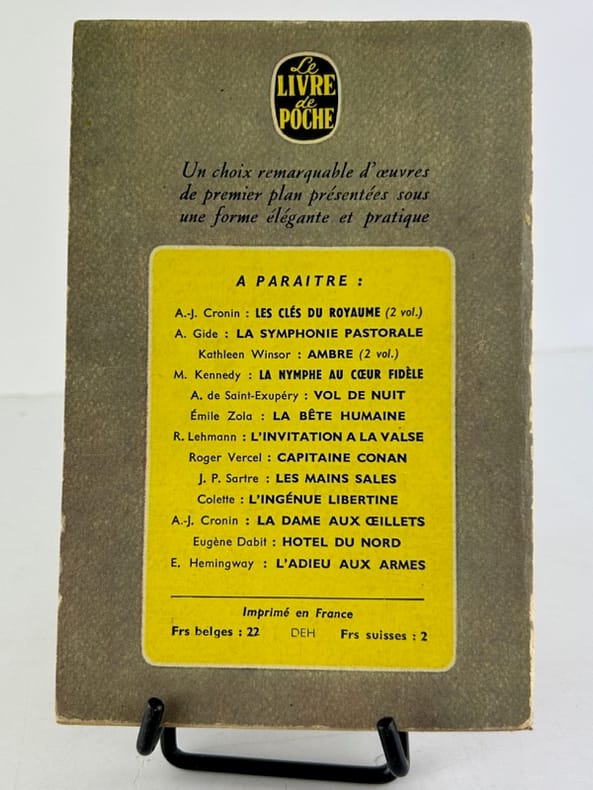 Le
LIVRE
de
POCHE
Un choix remarquable d'œuvres
de premier plan présentées sous
une forme élégante et pratique
A PARAITRE :
A.-J. Cronin : LES CLÉS DU ROYAUME (2 vol.)
A. Gide : LA SYMPHONIE PASTORALE
Kathleen Winsor : AMBRE (2 vol.)
M. Kennedy : LA NYMPHE AU CŒUR FIDÈLE
A. de Saint-Exupéry : VOL DE NUIT
Émile Zola : LA BÊTE HUMAINE
R. Lehmann : L'INVITATION A LA VALSE
Roger Vercel : CAPITAINE CONAN
J. P. Sartre : LES MAINS SALES
Colette : L'INGÉNUE LIBERTINE
A.-J. Cronin : LA DAME AUX ŒILLETS
Eugène Dabit : HOTEL DU NORD
E. Hemingway : L'ADIEU AUX ARMES
Imprimé en France
Frs belges : 22 DEH Frs suisses : 2